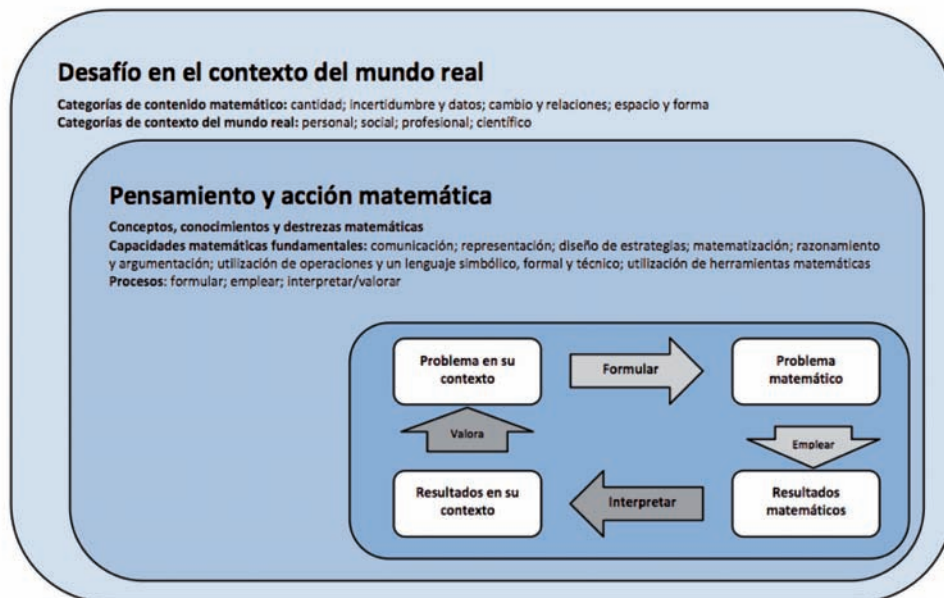 Desafío en el contexto del mundo real
Categorías de contenido matemático: cantidad; incertidumbre y datos; cambio y relaciones; espacio y forma
Categorías de contexto del mundo real: personal; social; profesional; científico
Pensamiento y acción matemática
Conceptos, conocimientos y destrezas matemáticas
Capacidades matemáticas fundamentales: comunicación; representación; diseño de estrategias; matematización; razonamiento
y argumentación; utilización de operaciones y un lenguaje simbólico, formal y técnico; utilización de herramientas matemáticas
Procesos: formular; emplear; interpretar/valorar
Problema en su
contexto
Formular
Problema
matemático
Valora
Emplear
Resultados en su
contexto
Interpretar
Resultados
matemáticos